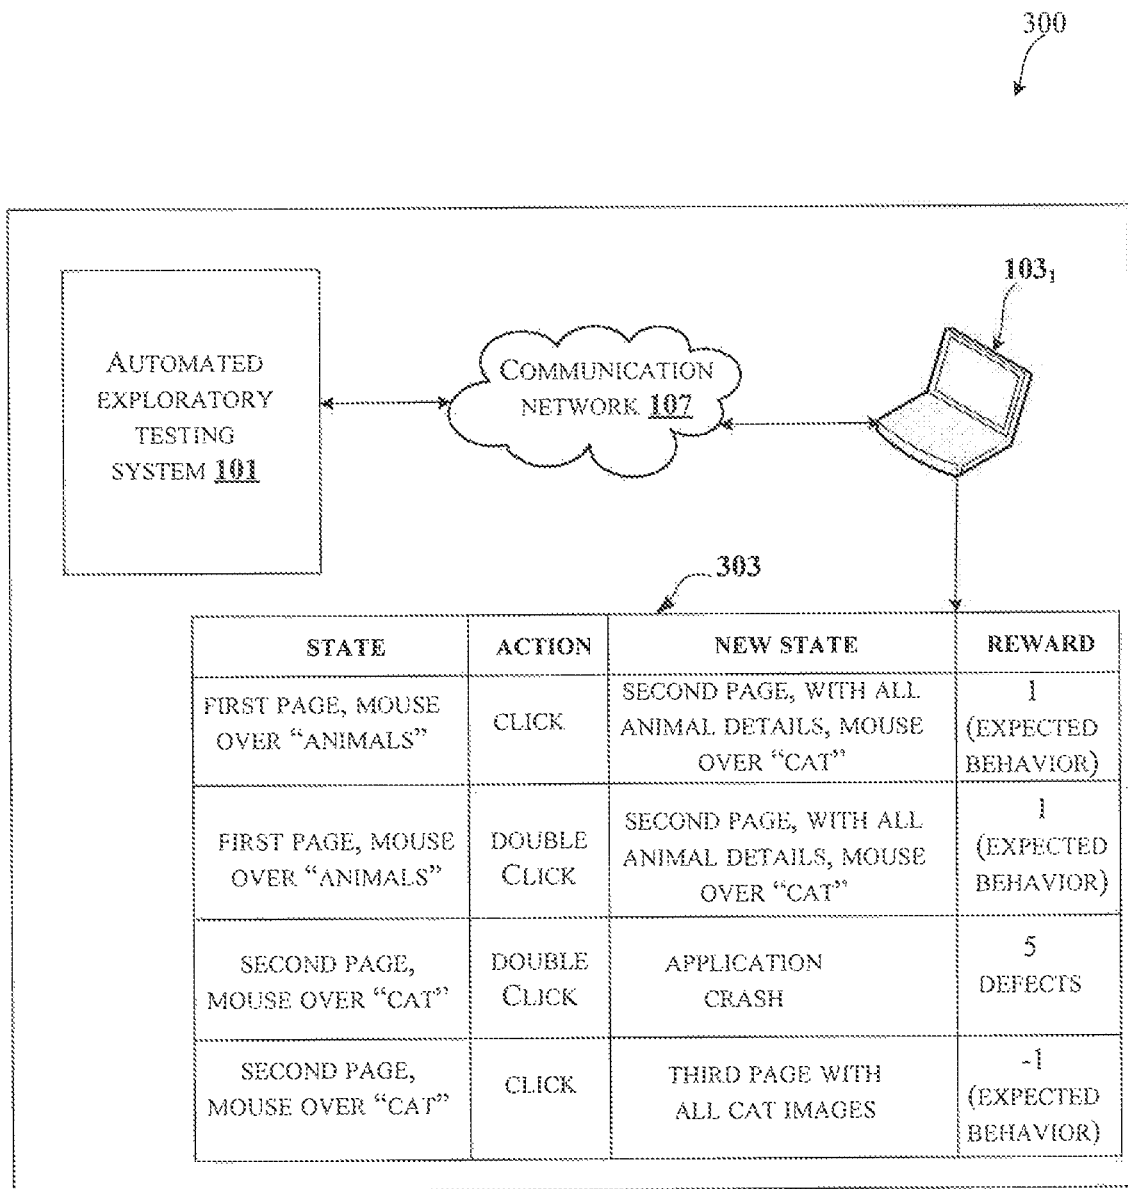 300
103₁
AUTOMATED
EXPLORATORY
TESTING
SYSTEM 101
COMMUNICATION
NETWORK 107
303
STATE
ACTION
NEW STATE
REWARD
FIRST PAGE, MOUSE
OVER “ANIMALS”
CLICK
SECOND PAGE, WITH ALL
ANIMAL DETAILS, MOUSE
OVER “CAT”
1
(EXPECTED
BEHAVIOR)
FIRST PAGE, MOUSE
OVER “ANIMALS”
DOUBLE
CLICK
SECOND PAGE, WITH ALL
ANIMAL DETAILS, MOUSE
OVER “CAT”
1
(EXPECTED
BEHAVIOR)
SECOND PAGE,
MOUSE OVER “CAT”
DOUBLE
CLICK
APPLICATION
CRASH
5
DEFECTS
SECOND PAGE,
MOUSE OVER “CAT”
CLICK
THIRD PAGE WITH
ALL CAT IMAGES
-1
(EXPECTED
BEHAVIOR)